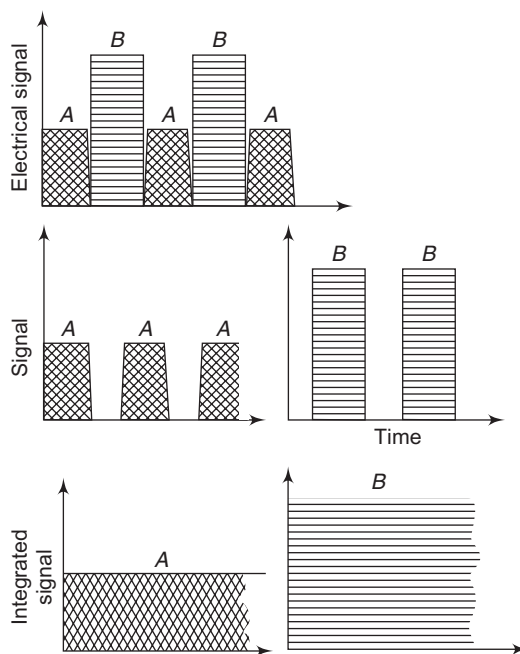 Electrical signal
B B
A A A
Signal
A A A
B B
Time
Integrated
signal
A
B